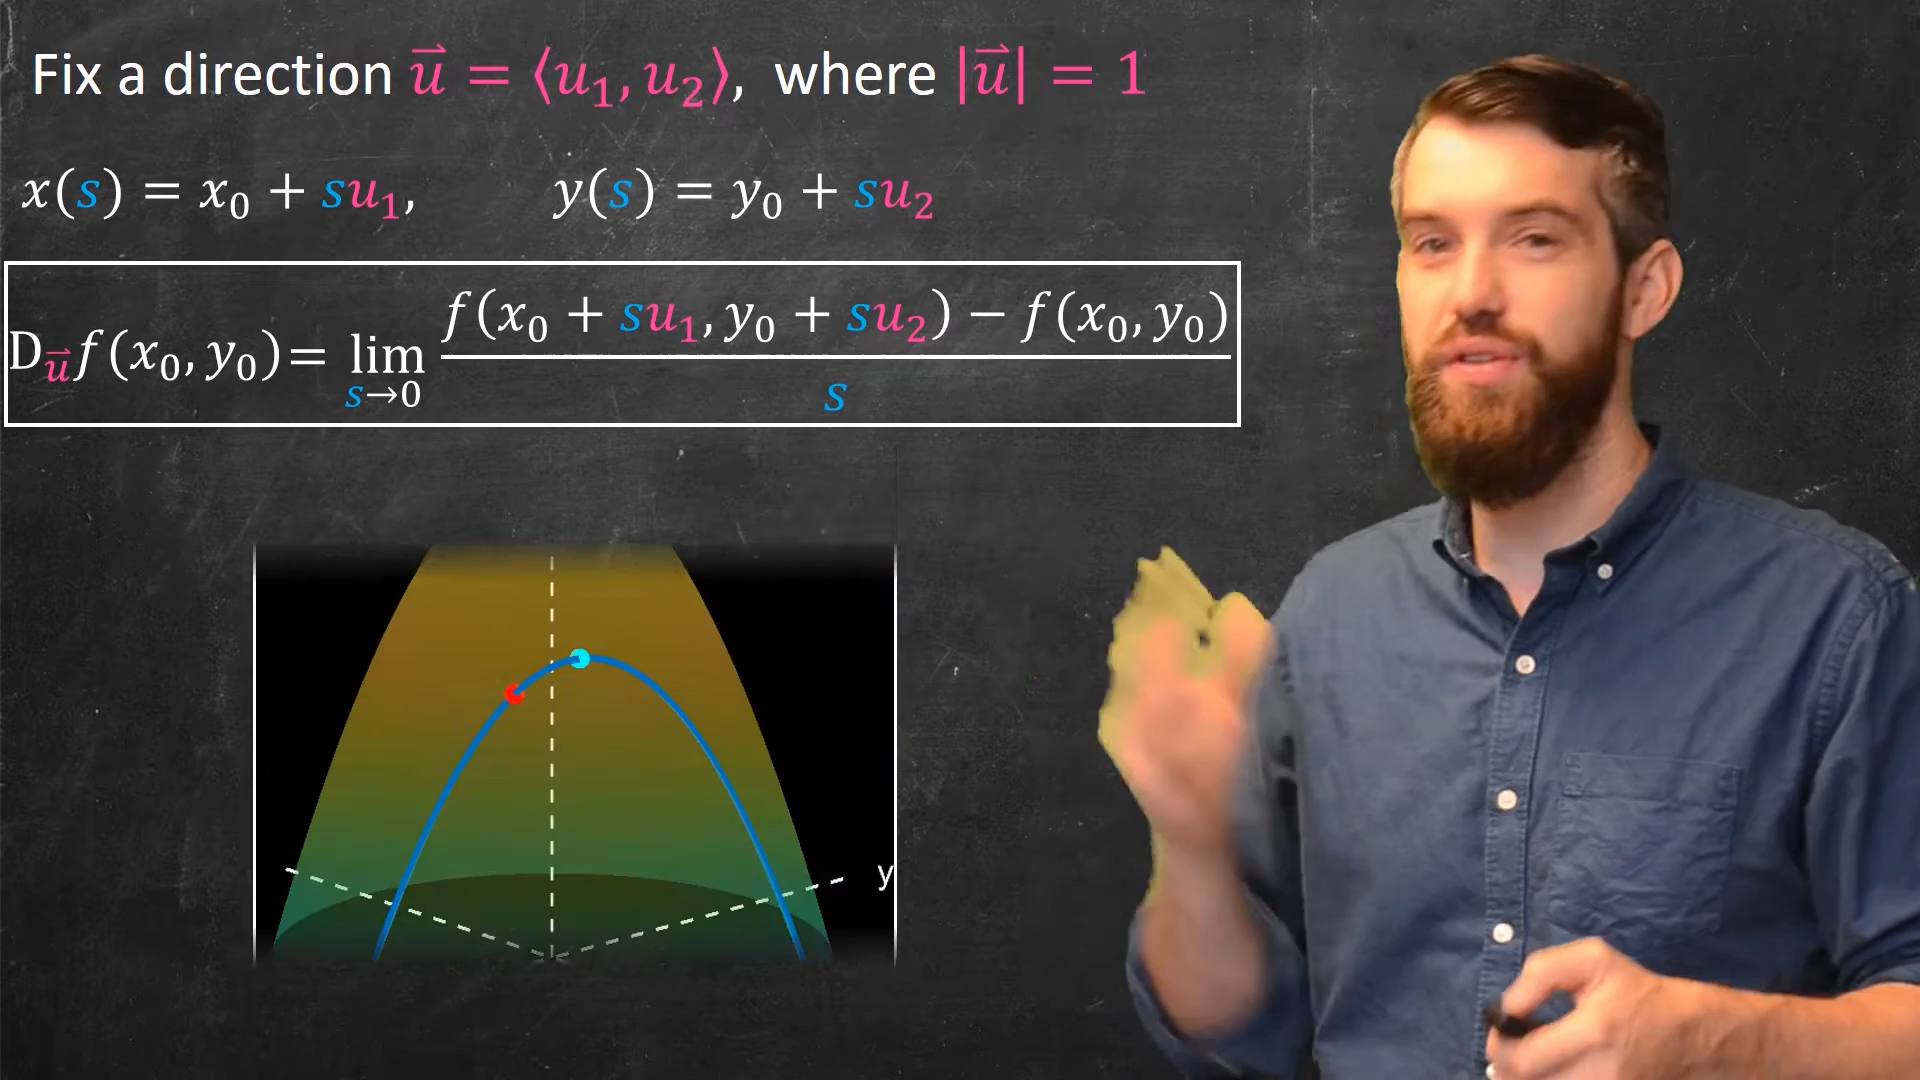 Fix a direction u⃗ = ⟨u₁, u₂⟩, where |u⃗| = 1
x(s) = x₀ + su₁, y(s) = y₀ + su₂
D_u⃗ f(x₀, y₀) = lim_{s→0} (f(x₀ + su₁, y₀ + su₂) − f(x₀, y₀)) / s
y